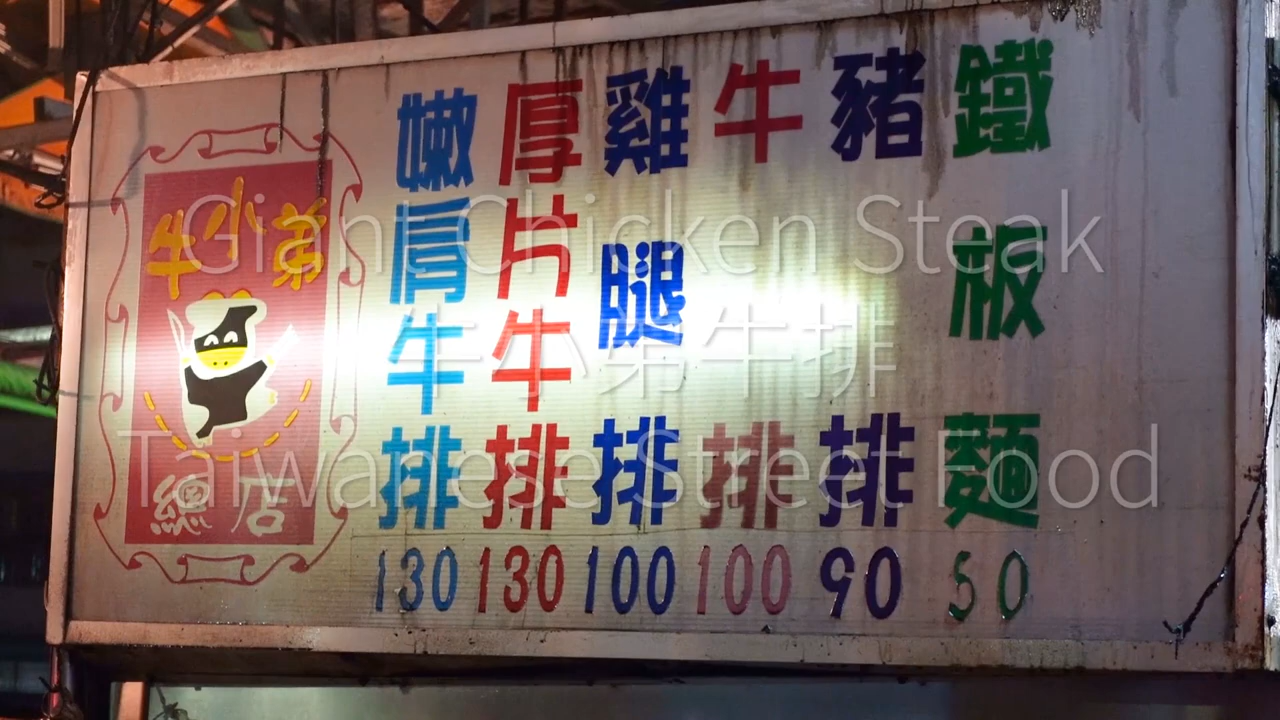 牛小弟
總店
鐵板麵 50
豬排 90
牛排 100
雞腿排 100
厚片牛排 130
嫩肩牛排 130
Giant Chicken Steak
牛小弟牛排
Taiwanese Street Food